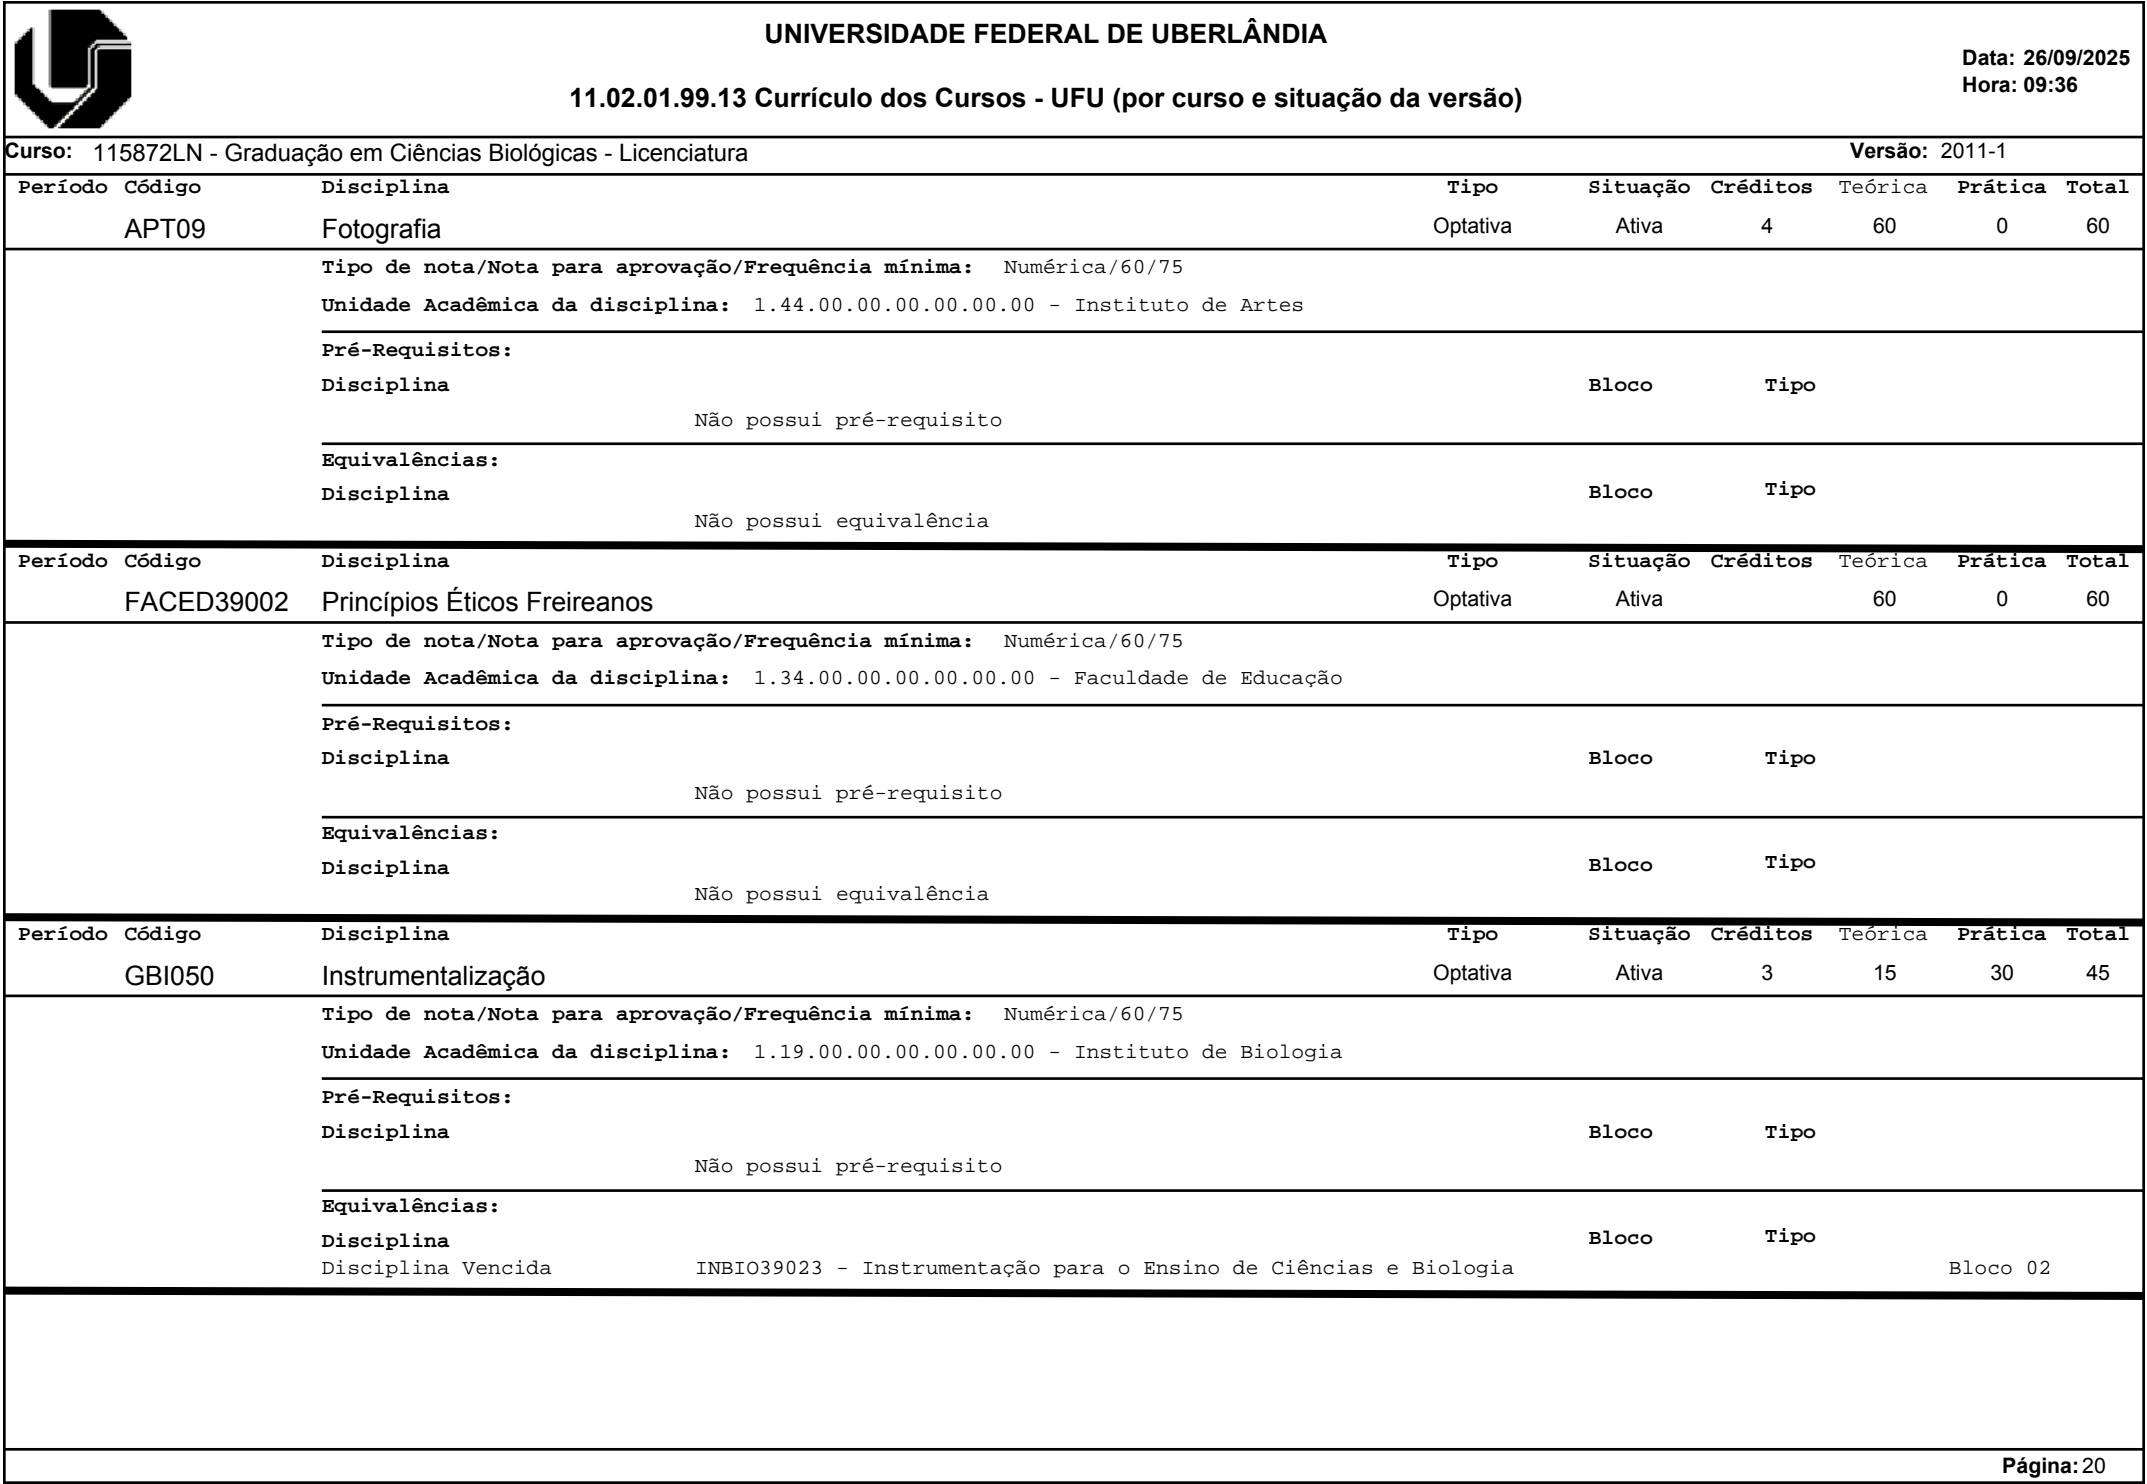 UNIVERSIDADE FEDERAL DE UBERLÂNDIA
Data: 26/09/2025
Hora: 09:36
11.02.01.99.13 Currículo dos Cursos - UFU (por curso e situação da versão)
Curso: 115872LN - Graduação em Ciências Biológicas - Licenciatura Versão: 2011-1
Período Código Disciplina Tipo Situação Créditos Teórica Prática Total
APT09 Fotografia Optativa Ativa 4 60 0 60
Tipo de nota/Nota para aprovação/Frequência mínima: Numérica/60/75
Unidade Acadêmica da disciplina: 1.44.00.00.00.00.00.00 - Instituto de Artes
Pré-Requisitos:
Disciplina Bloco Tipo
Não possui pré-requisito
Equivalências:
Disciplina Bloco Tipo
Não possui equivalência
Período Código Disciplina Tipo Situação Créditos Teórica Prática Total
FACED39002 Princípios Éticos Freireanos Optativa Ativa 60 0 60
Tipo de nota/Nota para aprovação/Frequência mínima: Numérica/60/75
Unidade Acadêmica da disciplina: 1.34.00.00.00.00.00.00 - Faculdade de Educação
Pré-Requisitos:
Disciplina Bloco Tipo
Não possui pré-requisito
Equivalências:
Disciplina Bloco Tipo
Não possui equivalência
Período Código Disciplina Tipo Situação Créditos Teórica Prática Total
GBI050 Instrumentalização Optativa Ativa 3 15 30 45
Tipo de nota/Nota para aprovação/Frequência mínima: Numérica/60/75
Unidade Acadêmica da disciplina: 1.19.00.00.00.00.00.00 - Instituto de Biologia
Pré-Requisitos:
Disciplina Bloco Tipo
Não possui pré-requisito
Equivalências:
Disciplina Bloco Tipo
Disciplina Vencida INBIO39023 - Instrumentação para o Ensino de Ciências e Biologia Bloco 02
Página: 20